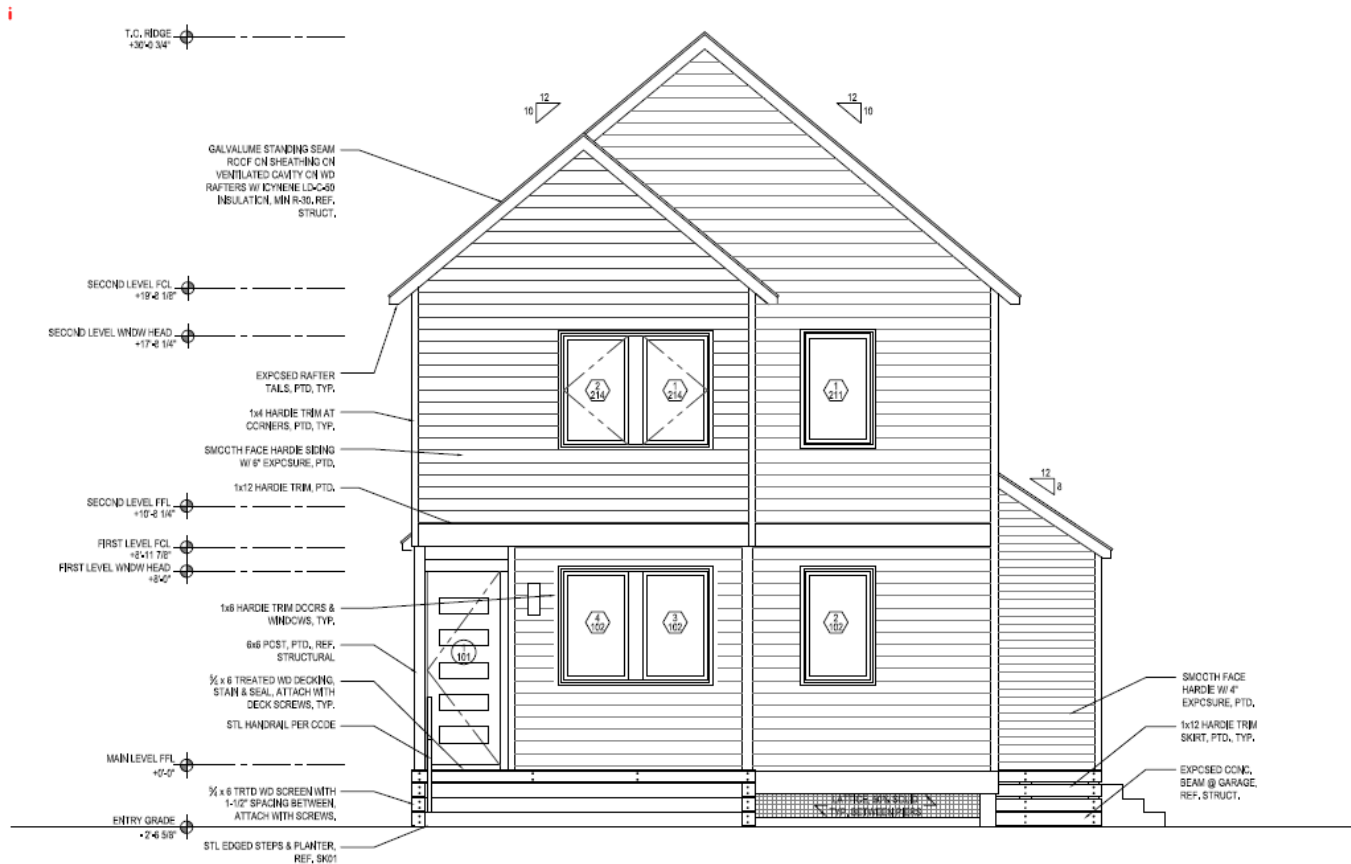 i
T.O. RIDGE
+30'-8 3/4"
12
10
12
10
GALVALUME STANDING SEAM
ROOF ON SHEATHING ON
VENTILATED CAVITY ON WD
RAFTERS W/ ICYNENE LD-C-50
INSULATION, MIN R-30. REF.
STRUCT.
SECOND LEVEL FCL
+19'-8 1/8"
SECOND LEVEL WNDW HEAD
+17'-8 1/4"
EXPOSED RAFTER
TAILS, PTD, TYP.
2
214
1
214
1
211
1x4 HARDIE TRIM AT
CORNERS, PTD, TYP.
SMOOTH FACE HARDIE SIDING
W/ 6" EXPOSURE, PTD.
12
8
1x12 HARDIE TRIM, PTD.
SECOND LEVEL FFL
+10'-8 1/4"
FIRST LEVEL FCL
+8'-11 7/8"
FIRST LEVEL WNDW HEAD
+8'-0"
1x6 HARDIE TRIM DOORS &
WINDOWS, TYP.
4
102
3
102
2
102
6x6 POST, PTD., REF.
STRUCTURAL
1
101
x 6 TREATED WD DECKING,
STAIN & SEAL, ATTACH WITH
DECK SCREWS, TYP.
SMOOTH FACE
HARDIE W/ 4"
EXPOSURE, PTD.
STL HANDRAIL PER CODE
1x12 HARDIE TRIM
SKIRT, PTD., TYP.
MAIN LEVEL FFL
+0'-0"
EXPOSED CONC.
BEAM @ GARAGE,
REF. STRUCT.
x 6 TRTD WD SCREEN WITH
1-1/2" SPACING BETWEEN,
ATTACH WITH SCREWS.
TYP. BETWEEN PIERS
ENTRY GRADE
- 2'-6 5/8"
STL EDGED STEPS & PLANTER,
REF. SK01